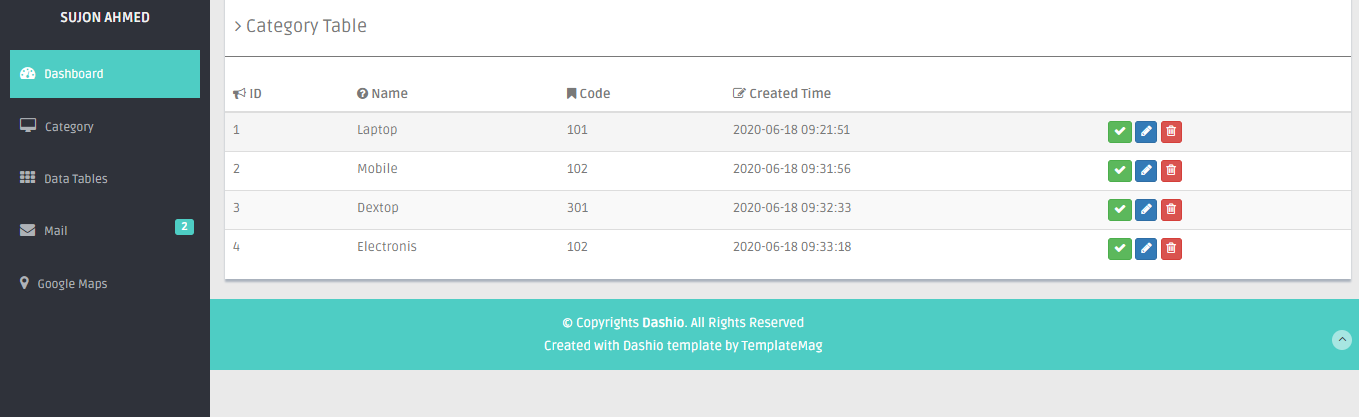 SUJON AHMED
Dashboard
Category
Data Tables
Mail 2
Google Maps
Category Table
ID Name Code Created Time
1 Laptop 101 2020-06-18 09:21:51
2 Mobile 102 2020-06-18 09:31:56
3 Dextop 301 2020-06-18 09:32:33
4 Electronis 102 2020-06-18 09:33:18
© Copyrights Dashio. All Rights Reserved
Created with Dashio template by TemplateMag